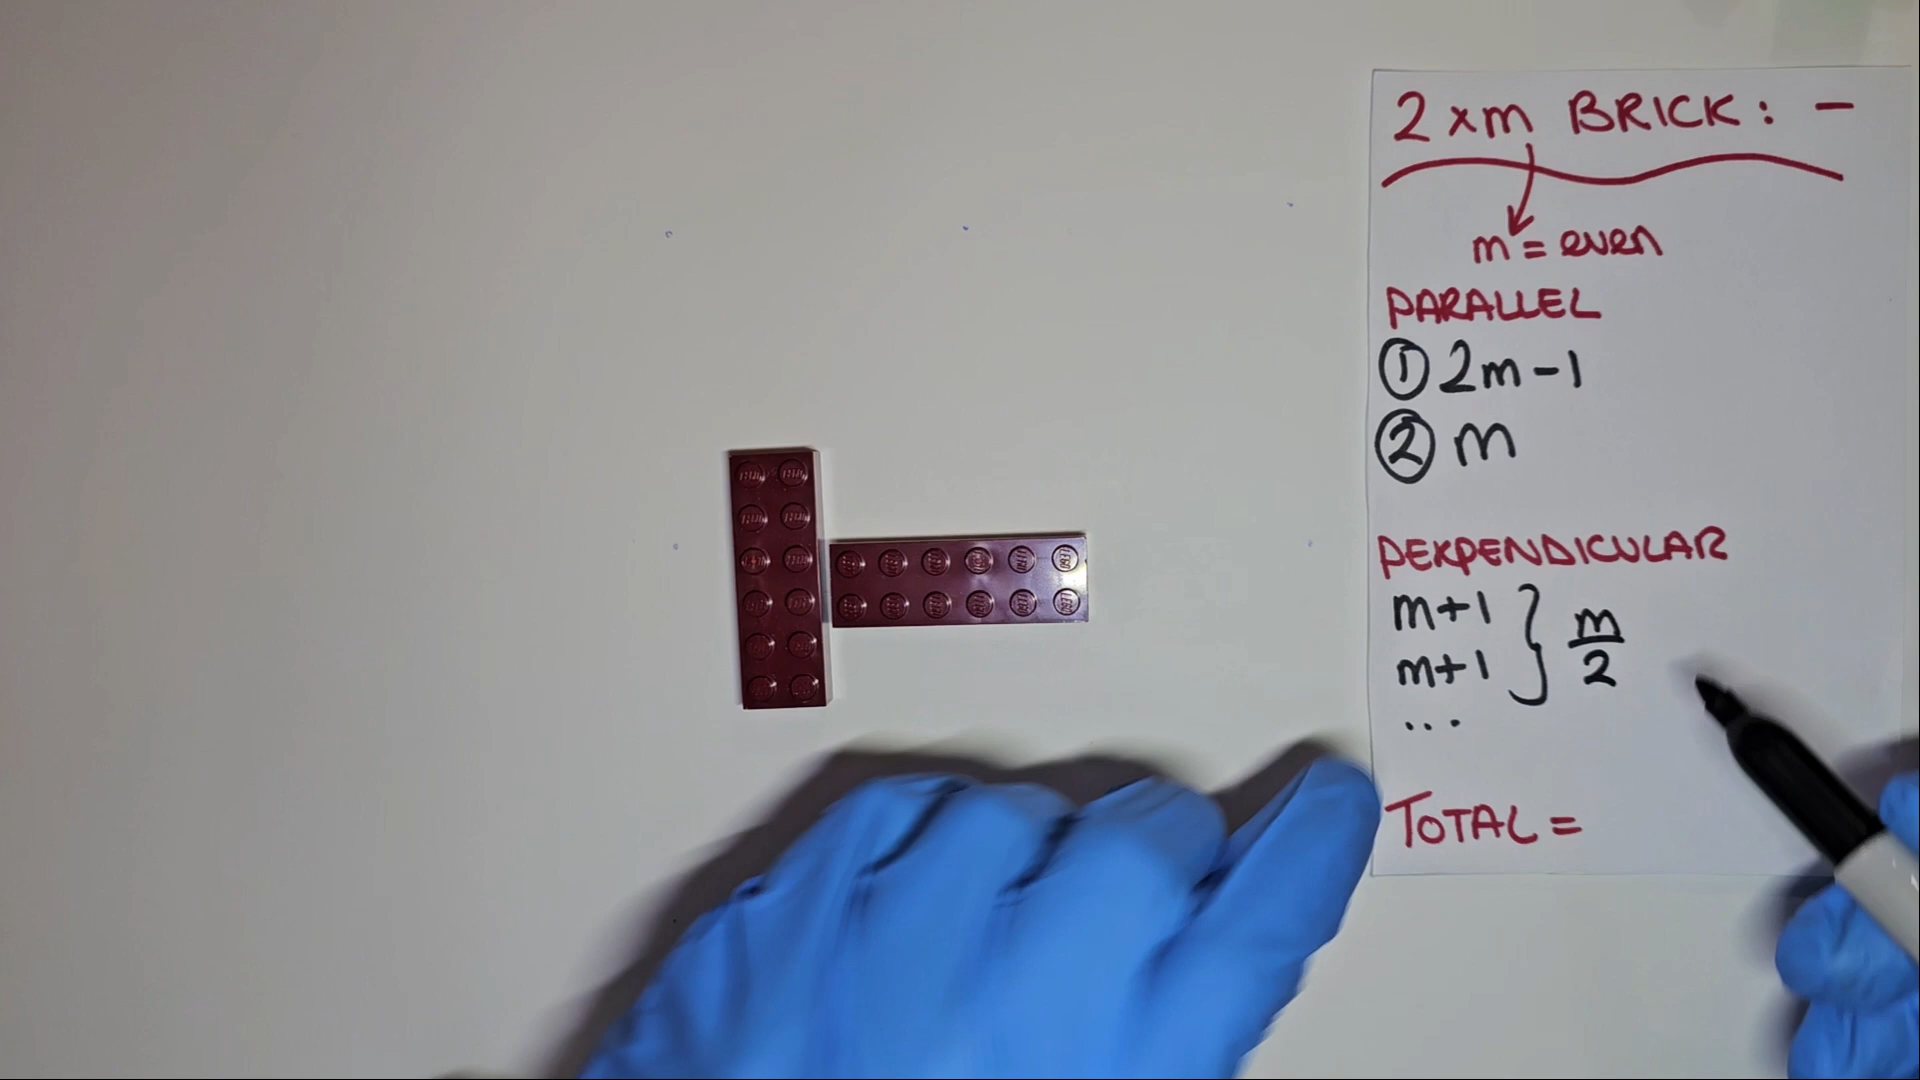 2 x m BRICK: -
m = even
PARALLEL
① 2m - 1
② m
PERPENDICULAR
m+1 } m/2
m+1
...
TOTAL =